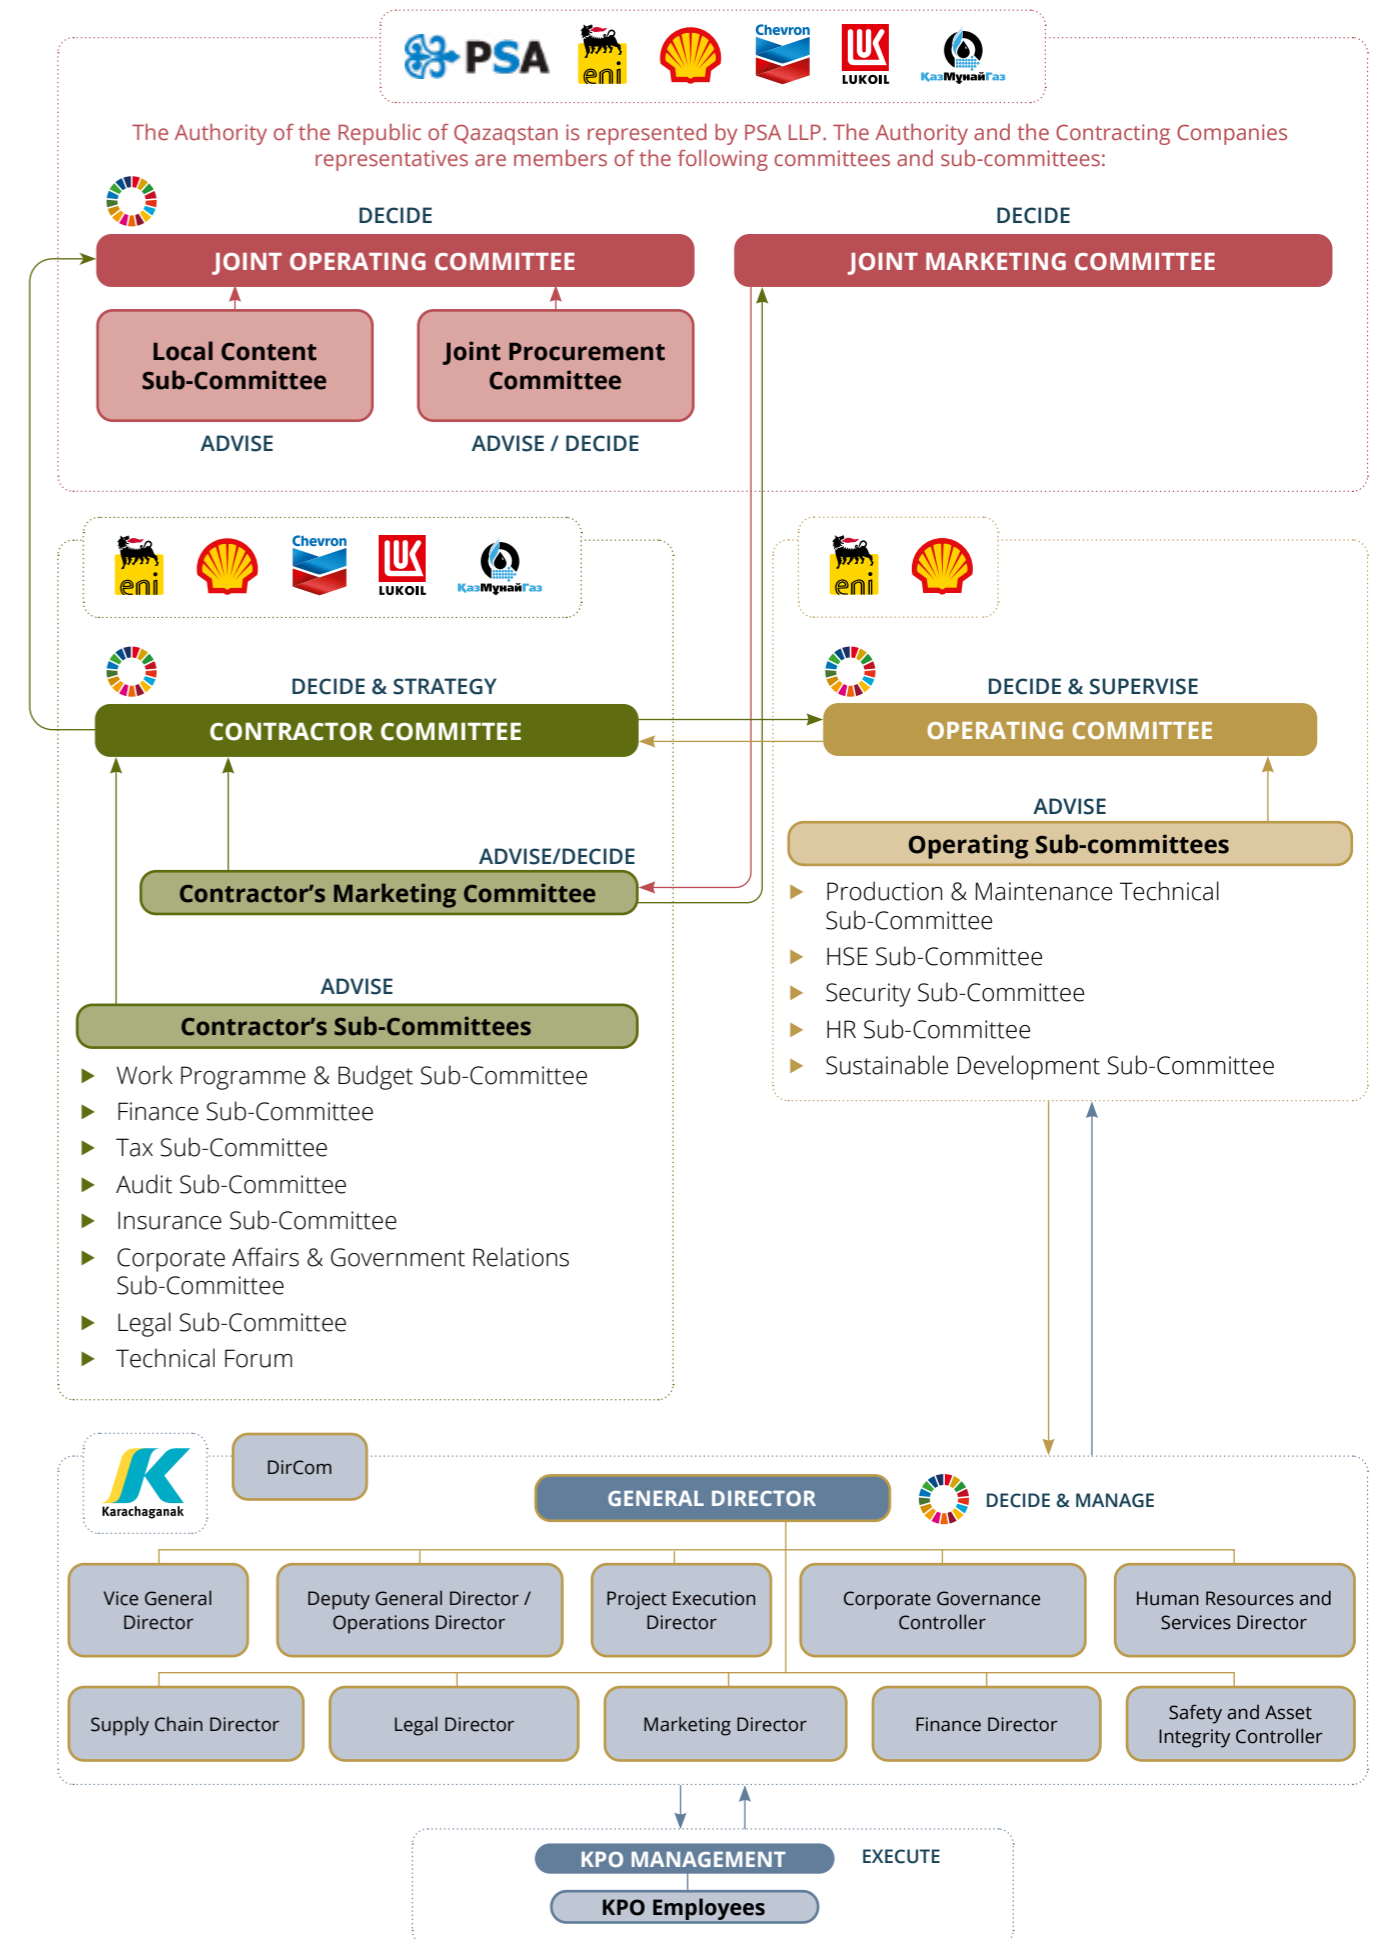 PSA
eni
Chevron
LUK
LUKOIL
ҚазМұнайГаз
The Authority of the Republic of Qazaqstan is represented by PSA LLP. The Authority and the Contracting Companies
representatives are members of the following committees and sub-committees:
DECIDE
DECIDE
JOINT OPERATING COMMITTEE
JOINT MARKETING COMMITTEE
Local Content
Sub-Committee
Joint Procurement
Committee
ADVISE
ADVISE / DECIDE
eni
Chevron
LUK
LUKOIL
ҚазМұнайГаз
eni
DECIDE & STRATEGY
DECIDE & SUPERVISE
CONTRACTOR COMMITTEE
OPERATING COMMITTEE
ADVISE/DECIDE
Contractor’s Marketing Committee
ADVISE
Contractor’s Sub-Committees
Work Programme & Budget Sub-Committee
Finance Sub-Committee
Tax Sub-Committee
Audit Sub-Committee
Insurance Sub-Committee
Corporate Affairs & Government Relations
Sub-Committee
Legal Sub-Committee
Technical Forum
ADVISE
Operating Sub-committees
Production & Maintenance Technical
Sub-Committee
HSE Sub-Committee
Security Sub-Committee
HR Sub-Committee
Sustainable Development Sub-Committee
Karachaganak
DirCom
GENERAL DIRECTOR
DECIDE & MANAGE
Vice General
Director
Deputy General Director /
Operations Director
Project Execution
Director
Corporate Governance
Controller
Human Resources and
Services Director
Supply Chain Director
Legal Director
Marketing Director
Finance Director
Safety and Asset
Integrity Controller
KPO MANAGEMENT
EXECUTE
KPO Employees